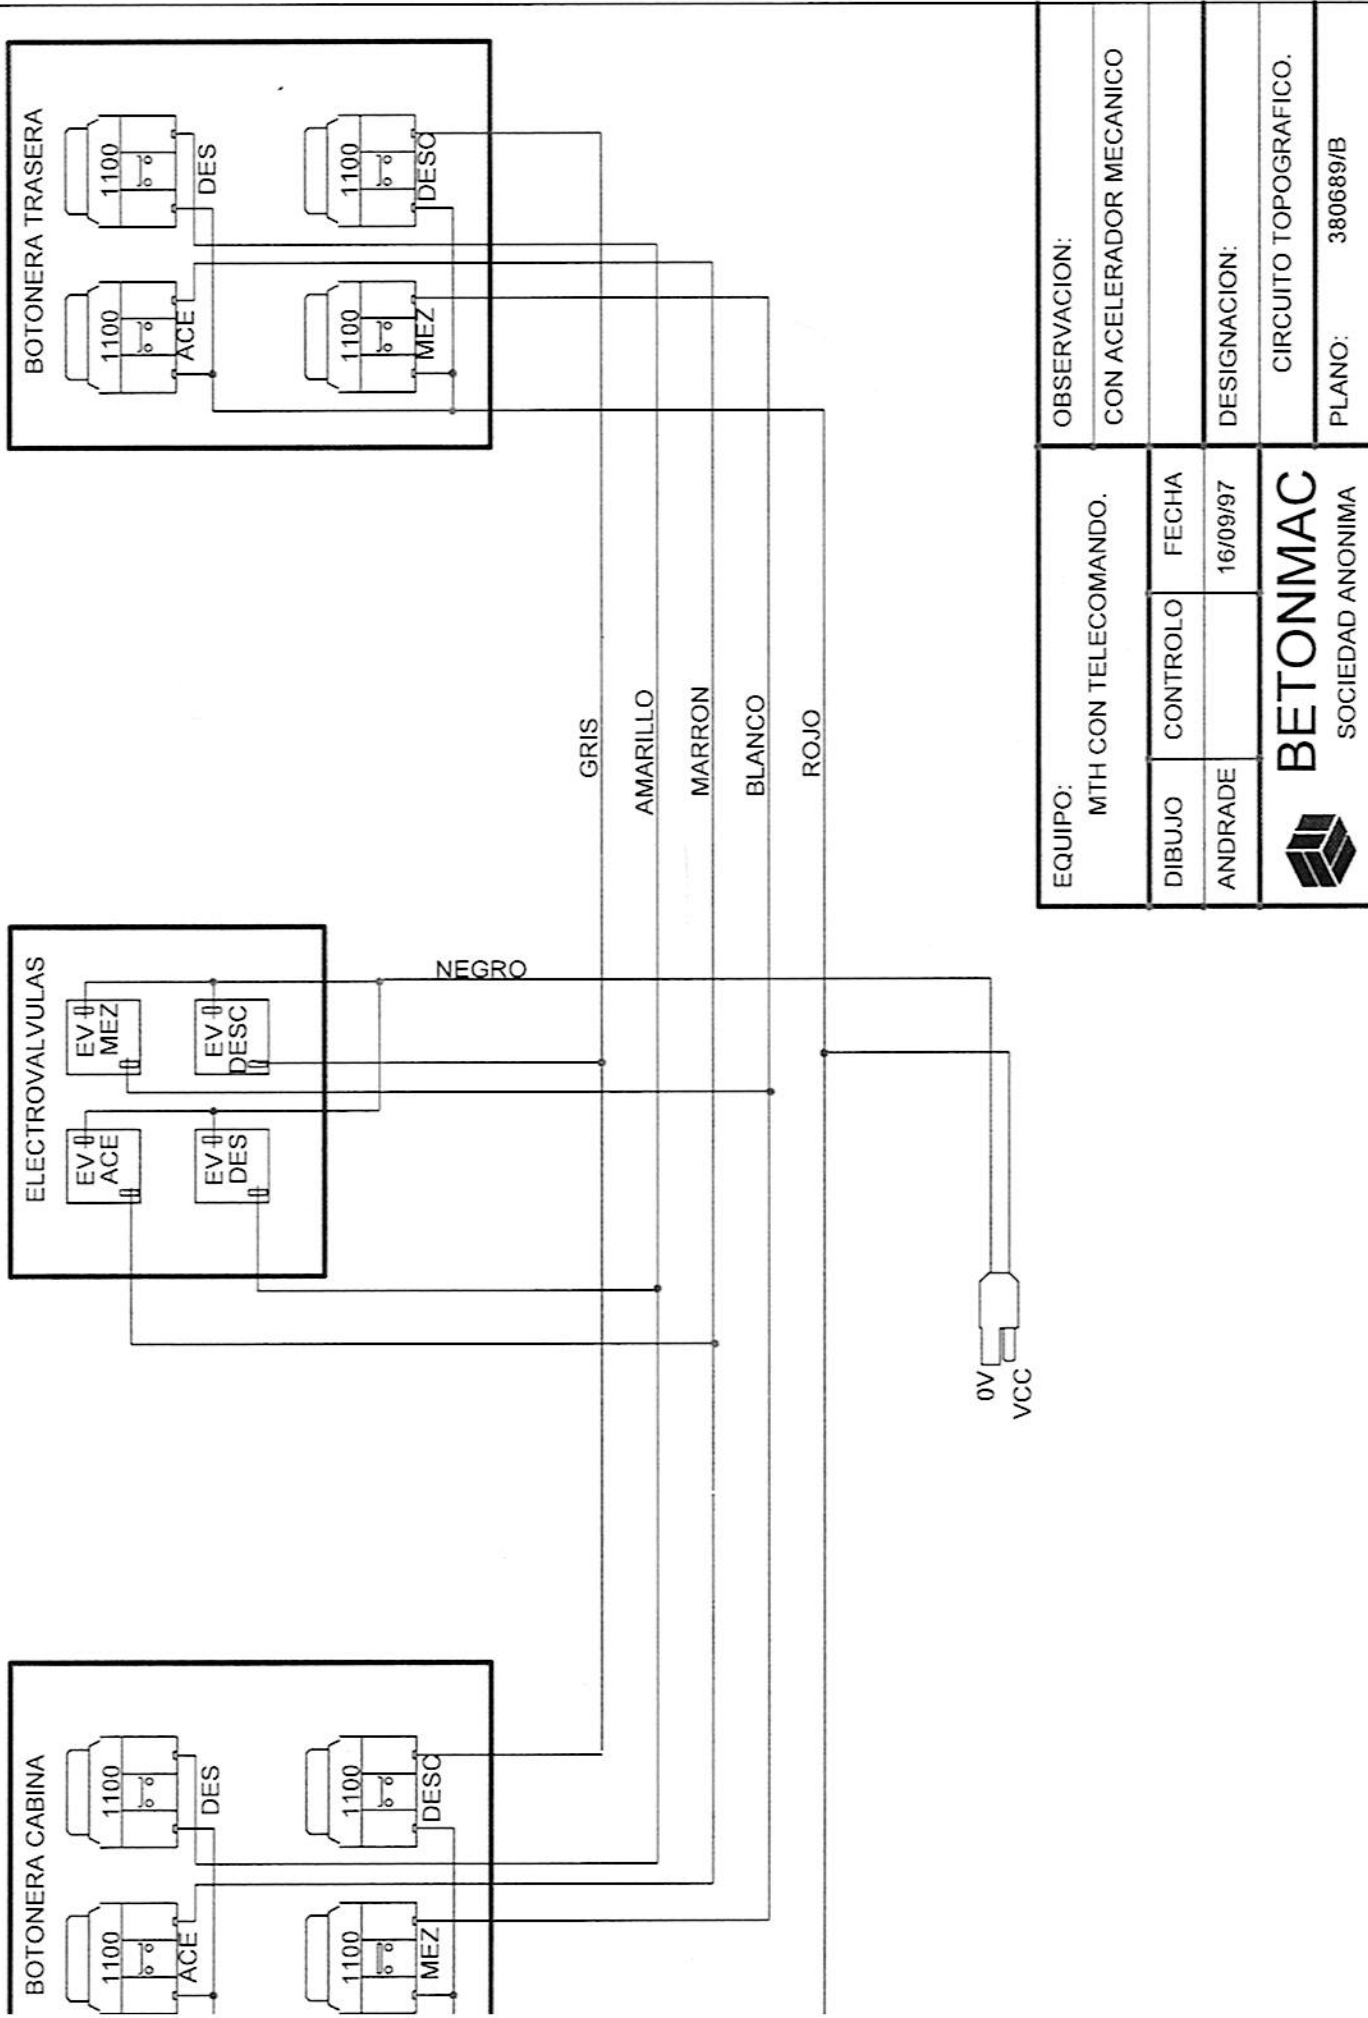 BOTONERA CABINA
1100
ACE
1100
DES
1100
MEZ
1100
DESC
ELECTROVALVULAS
EV
ACE
EV
MEZ
EV
DES
EV
DESC
NEGRO
BOTONERA TRASERA
1100
ACE
1100
DES
1100
MEZ
1100
DESC
GRIS
AMARILLO
MARRON
BLANCO
ROJO
0V
VCC
EQUIPO:
MTH CON TELECOMANDO.
OBSERVACION:
CON ACELERADOR MECANICO
DIBUJO CONTROLO FECHA
ANDRADE 16/09/97
DESIGNACION:
CIRCUITO TOPOGRAFICO.
BETONMAC
SOCIEDAD ANONIMA
PLANO: 380689/B